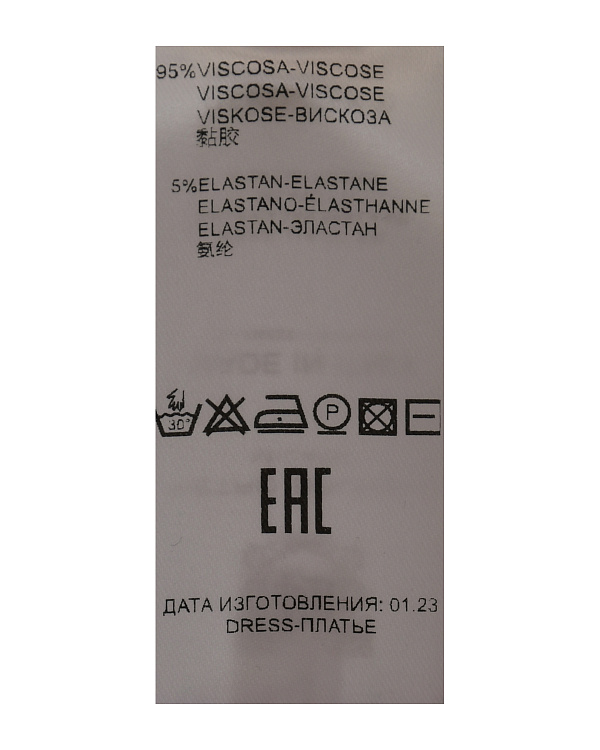 95% VISCOSA-VISCOSE
VISCOSA-VISCOSE
VISKOSE-ВИСКОЗА
黏胶
5% ELASTAN-ELASTANE
ELASTANO-ÉLASTHANNE
ELASTAN-ЭЛАСТАН
氨纶
30° P
EAC
ДАТА ИЗГОТОВЛЕНИЯ: 01.23
DRESS-ПЛАТЬЕ